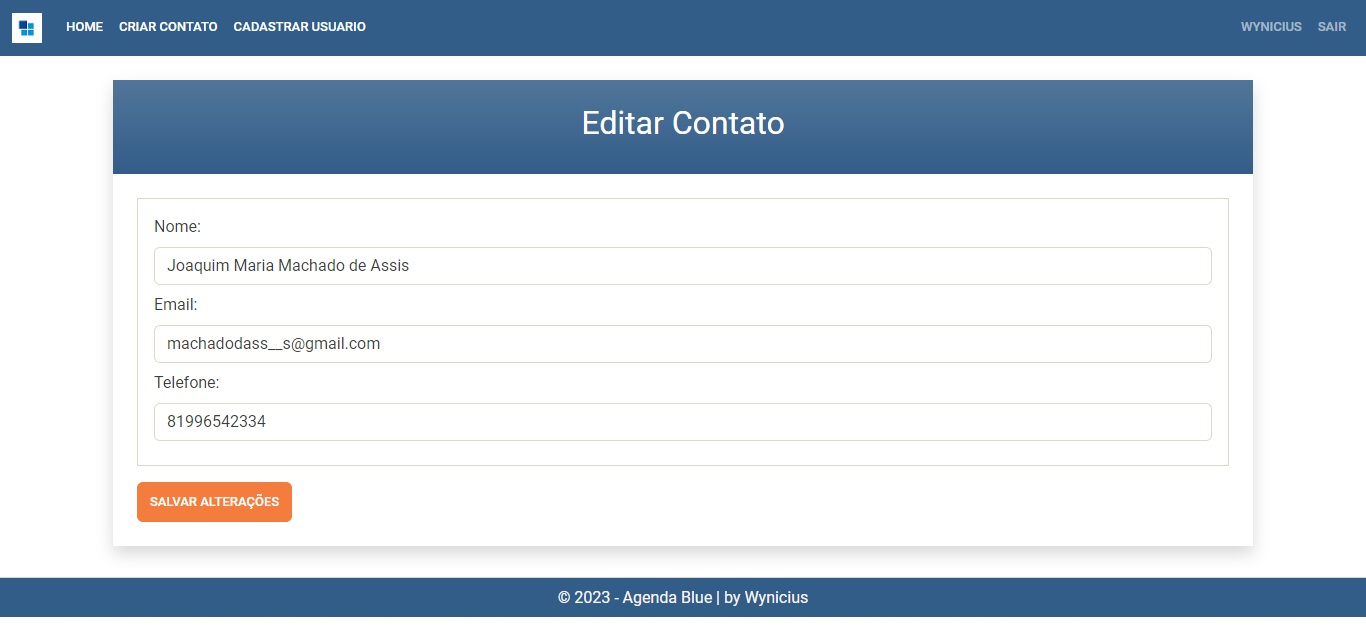 HOME CRIAR CONTATO CADASTRAR USUARIO WYNICIUS SAIR
Editar Contato
Nome:
Joaquim Maria Machado de Assis
Email:
machadodass__s@gmail.com
Telefone:
81996542334
SALVAR ALTERAÇÕES
© 2023 - Agenda Blue | by Wynicius